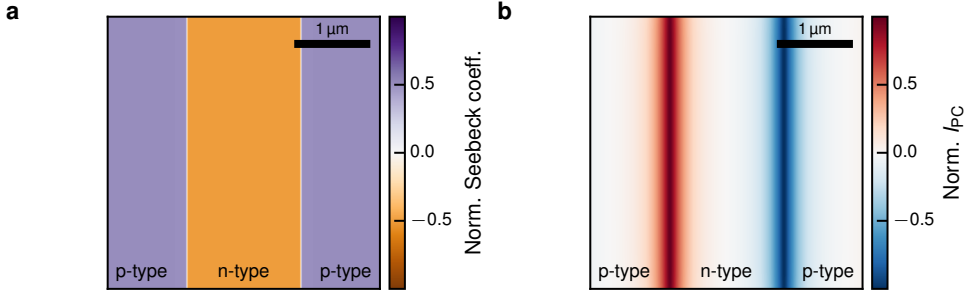 a
1 µm
p-type
n-type
p-type
0.5
0.0
−0.5
Norm. Seebeck coeff.
b
1 µm
p-type
n-type
p-type
0.5
0.0
−0.5
Norm. I_PC